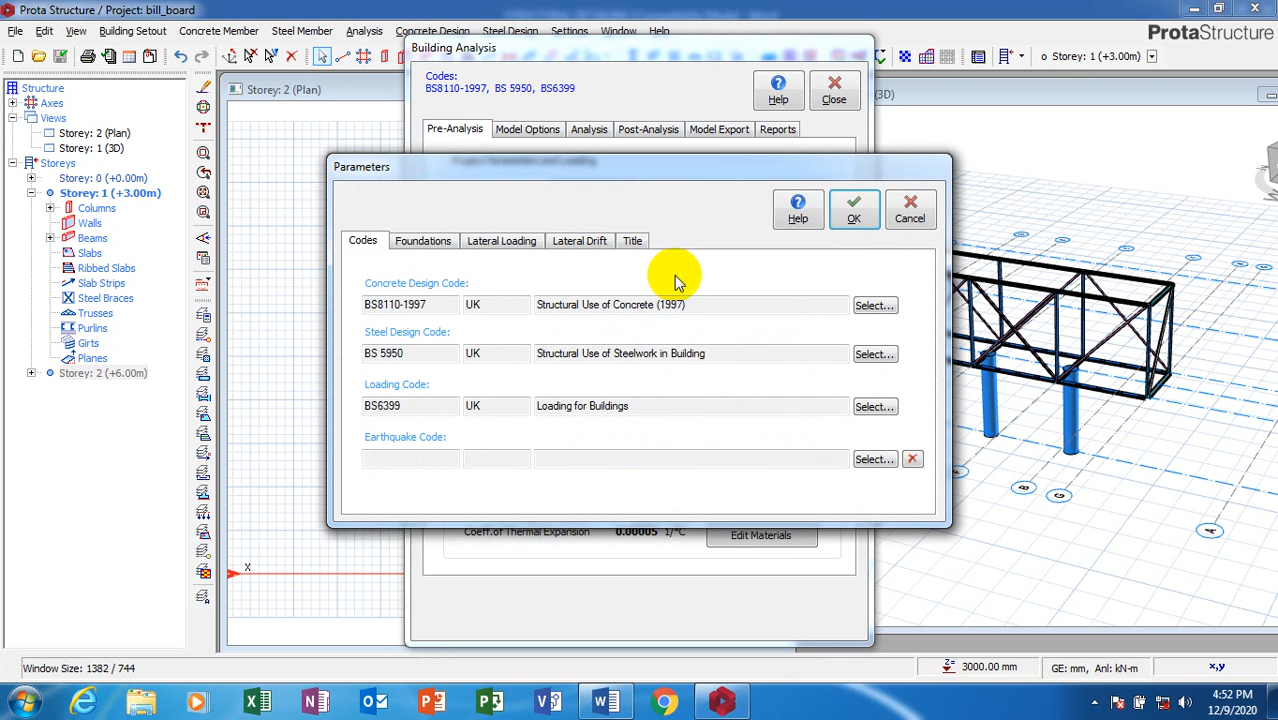 Prota Structure / Project: bill_board
File Edit View Building Setout Concrete Member Steel Member Analysis Concrete Design Steel Design Settings Window Help
ProtaStructure
Storey: 1 (+3.00m)
Structure
Axes
Views
Storey: 2 (Plan)
Storey: 1 (3D)
Storeys
Storey: 0 (+0.00m)
Storey: 1 (+3.00m)
Columns
Walls
Beams
Slabs
Ribbed Slabs
Slab Strips
Steel Braces
Trusses
Purlins
Girts
Planes
Storey: 2 (+6.00m)
Storey: 2 (Plan)
(3D)
X
Building Analysis
Codes:
BS8110-1997, BS 5950, BS6399
Help
Close
Pre-Analysis Model Options Analysis Post-Analysis Model Export Reports
Parameters
Help
OK
Cancel
Codes Foundations Lateral Loading Lateral Drift Title
Concrete Design Code:
BS8110-1997 UK Structural Use of Concrete (1997) Select...
Steel Design Code:
BS 5950 UK Structural Use of Steelwork in Building Select...
Loading Code:
BS6399 UK Loading for Buildings Select...
Earthquake Code:
Select...
Coeff.of Thermal Expansion 0.00005 1/°C Edit Materials
B
G
A
Window Size: 1382 / 744
Z= 3000.00 mm
GE: mm, Anl: kN-m
x,y
4:52 PM
12/9/2020